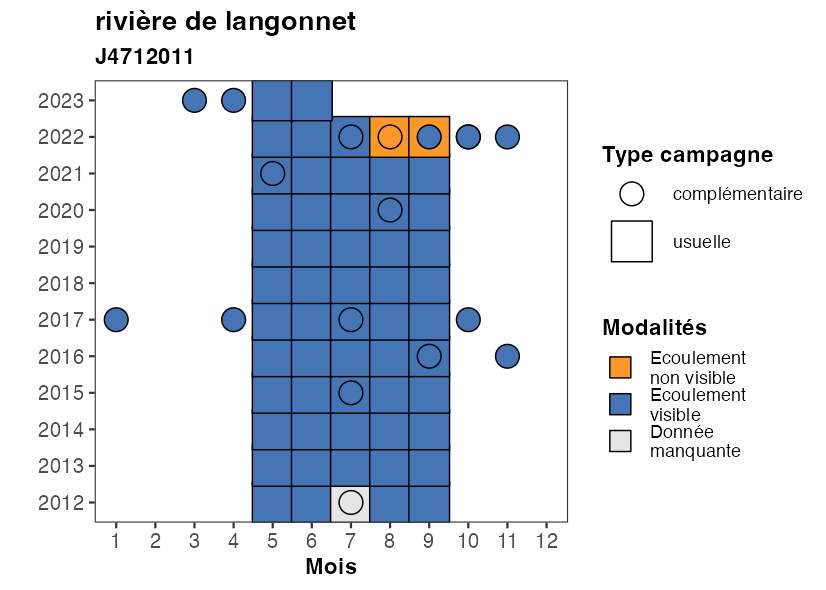 rivière de langonnet
J4712011
2023
2022
2021
2020
2019
2018
2017
2016
2015
2014
2013
2012
1 2 3 4 5 6 7 8 9 10 11 12
Mois
Type campagne
complémentaire
usuelle
Modalités
Ecoulement
non visible
Ecoulement
visible
Donnée
manquante